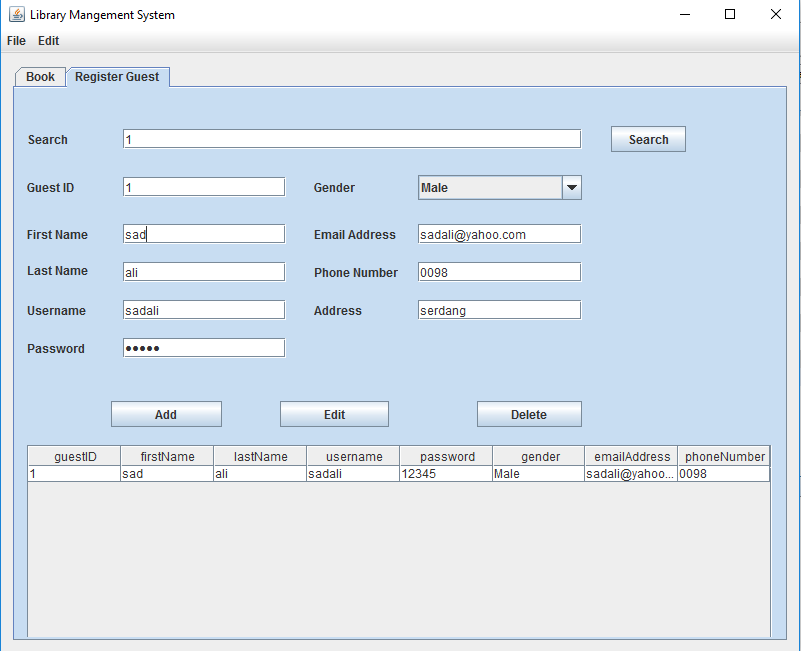 Library Mangement System
File Edit
Book Register Guest
Search 1 Search
Guest ID 1 Gender Male
First Name sad Email Address sadali@yahoo.com
Last Name ali Phone Number 0098
Username sadali Address serdang
Password •••••
Add Edit Delete
guestID firstName lastName username password gender emailAddress phoneNumber
1 sad ali sadali 12345 Male sadali@yahoo... 0098